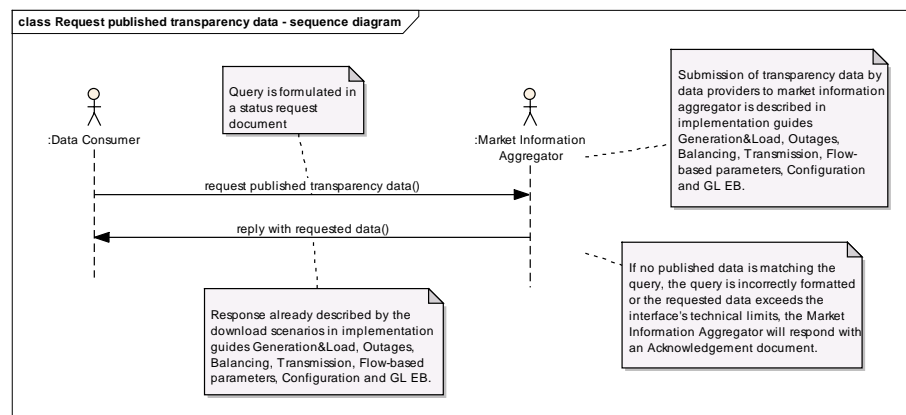 class Request published transparency data - sequence diagram
Query is formulated in
a status request
document
Submission of transparency data by
data providers to market information
aggregator is described in
implementation guides
Generation&Load, Outages,
Balancing, Transmission, Flow-
based parameters, Configuration
and GL EB.
:Data Consumer
:Market Information
Aggregator
request published transparency data()
reply with requested data()
Response already described by the
download scenarios in implementation
guides Generation&Load, Outages,
Balancing, Transmission, Flow-based
parameters, Configuration and GL EB.
If no published data is matching the
query, the query is incorrectly formatted
or the requested data exceeds the
interface's technical limits, the Market
Information Aggregator will respond with
an Acknowledgement document.